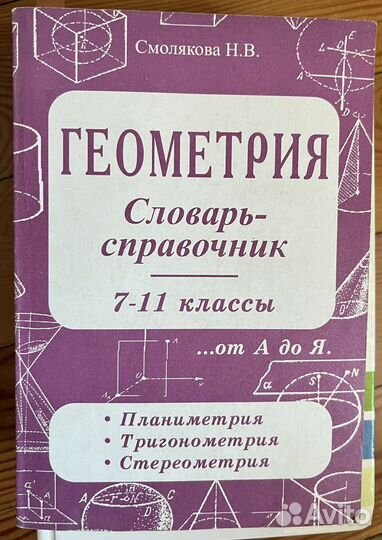 Смолякова Н.В.
ГЕОМЕТРИЯ
Словарь-
справочник
7-11 классы
...от А до Я.
• Планиметрия
• Тригонометрия
• Стереометрия
Avito